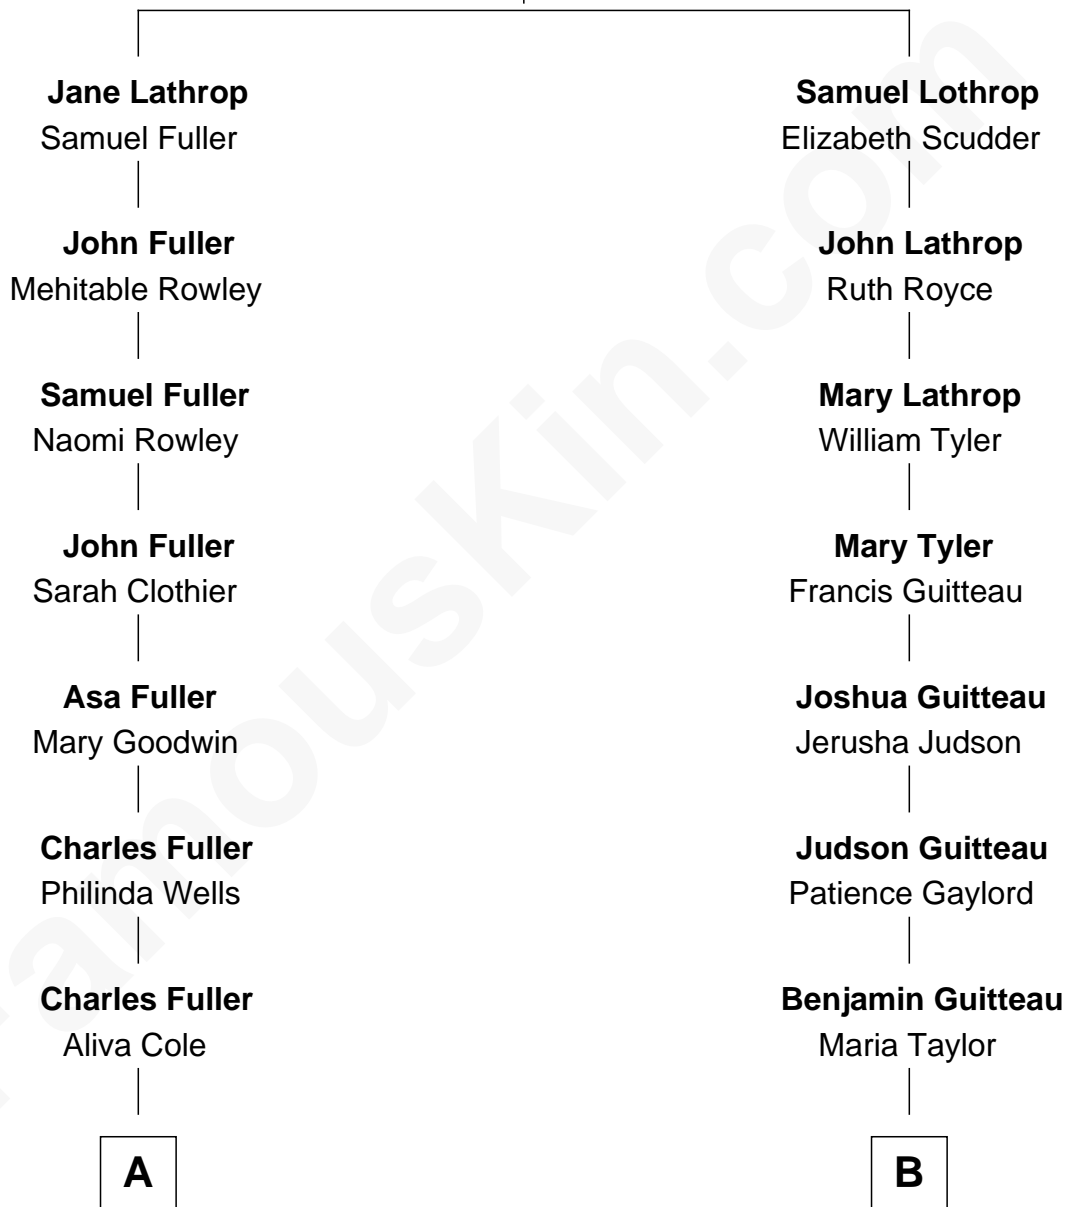 Jane Lathrop
Samuel Fuller
John Fuller
Mehitable Rowley
Samuel Fuller
Naomi Rowley
John Fuller
Sarah Clothier
Asa Fuller
Mary Goodwin
Charles Fuller
Philinda Wells
Charles Fuller
Aliva Cole
A
Samuel Lothrop
Elizabeth Scudder
John Lathrop
Ruth Royce
Mary Lathrop
William Tyler
Mary Tyler
Francis Guitteau
Joshua Guitteau
Jerusha Judson
Judson Guitteau
Patience Gaylord
Benjamin Guitteau
Maria Taylor
B
FamousKin.com